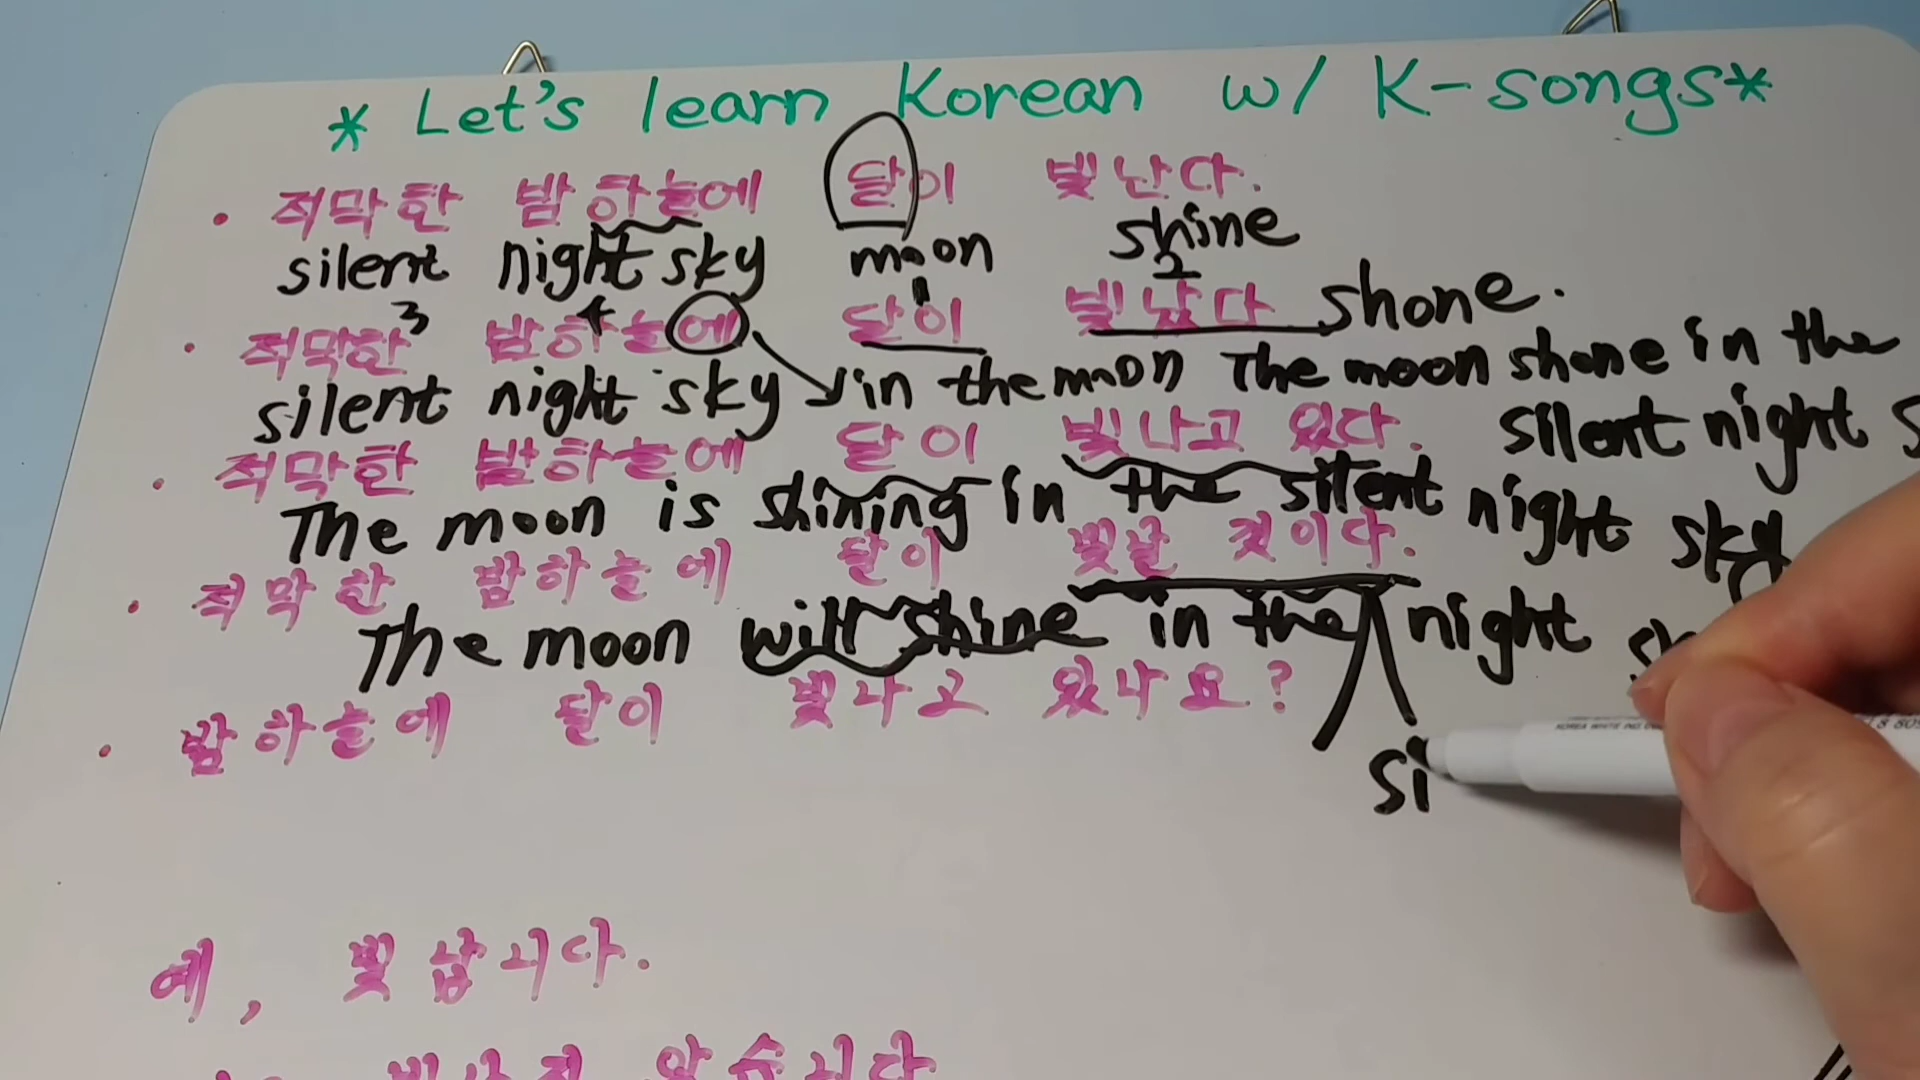 * Let's learn Korean w/ K-songs*
• 적막한 밤하늘에 달이 빛난다.
silent night sky moon shine
3 4 1 2
• 적막한 밤하늘에 달이 빛났다 shone.
silent night sky in the moon The moon shone in the
silent night
• 적막한 밤하늘에 달이 빛나고 있다.
The moon is shining in the silent night sky
• 적막한 밤하늘에 달이 빛날 것이다.
The moon will shine in the night
• 밤하늘에 달이 빛나고 있나요?
si
예, 빛납니다.